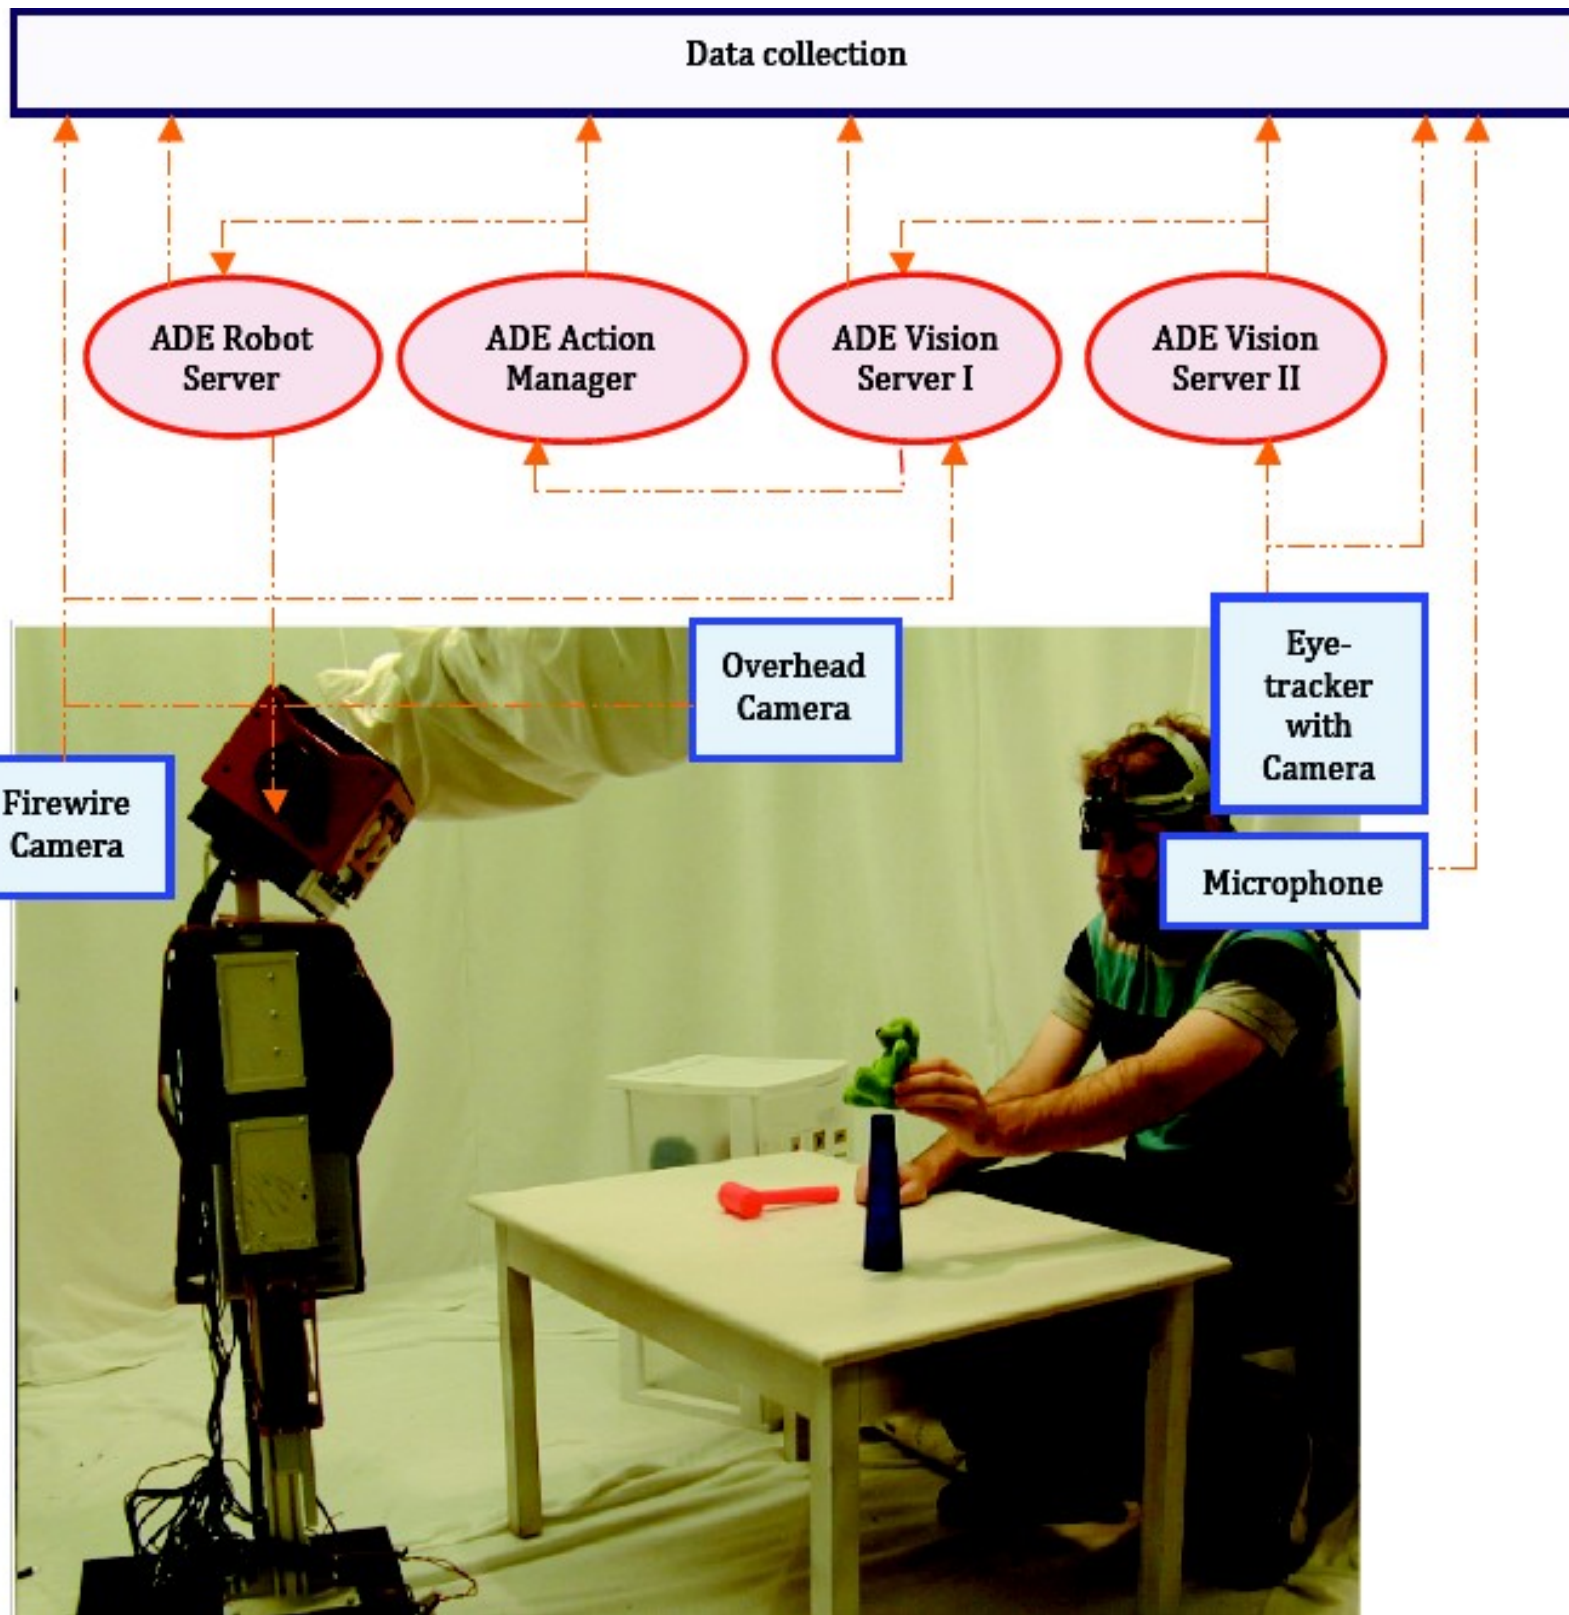 Data collection
ADE Robot
Server
ADE Action
Manager
ADE Vision
Server I
ADE Vision
Server II
Overhead
Camera
Eye-
tracker
with
Camera
Firewire
Camera
Microphone